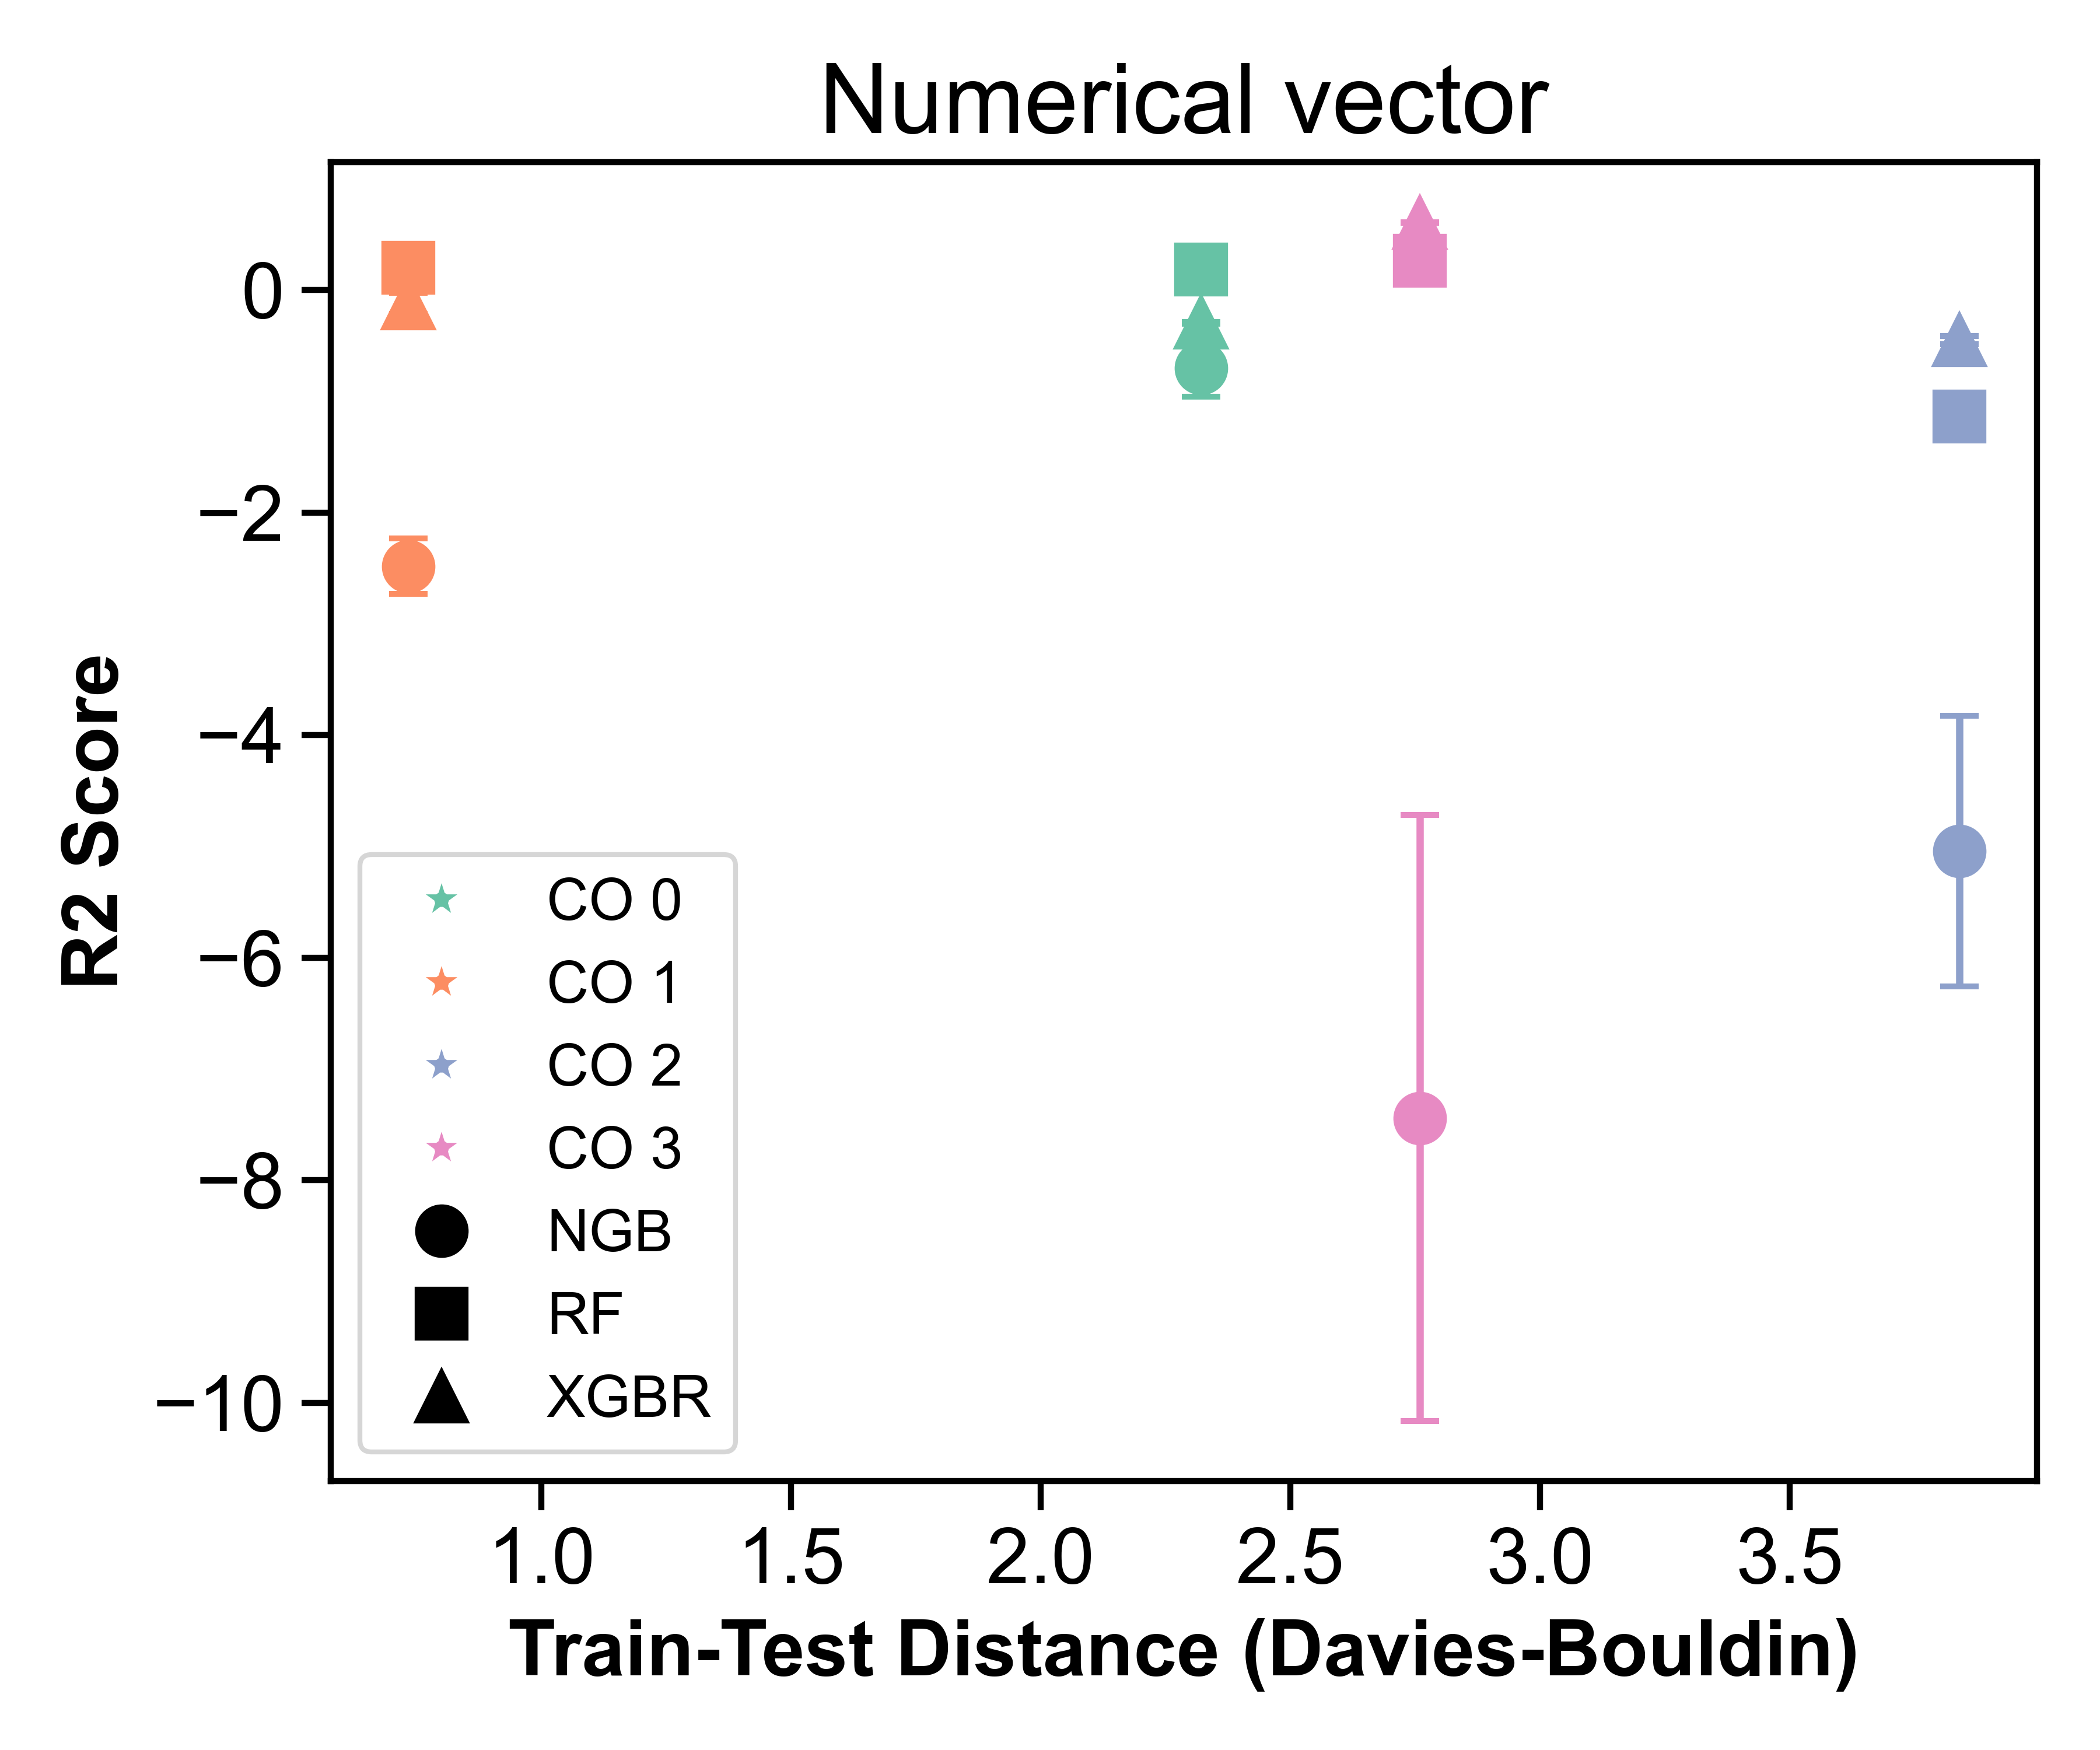 Numerical vector
R2 Score
0
−2
−4
−6
−8
−10
CO 0
CO 1
CO 2
CO 3
NGB
RF
XGBR
1.0 1.5 2.0 2.5 3.0 3.5
Train-Test Distance (Davies-Bouldin)